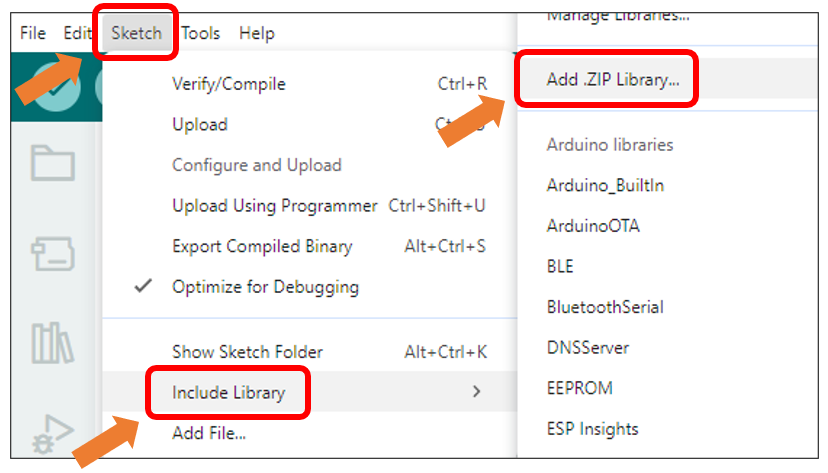 File Edit Sketch Tools Help
Verify/Compile Ctrl+R
Upload
Configure and Upload
Upload Using Programmer Ctrl+Shift+U
Export Compiled Binary Alt+Ctrl+S
✓ Optimize for Debugging
Show Sketch Folder Alt+Ctrl+K
Include Library >
Add File...
Manage Libraries...
Add .ZIP Library...
Arduino libraries
Arduino_BuiltIn
ArduinoOTA
BLE
BluetoothSerial
DNSServer
EEPROM
ESP Insights